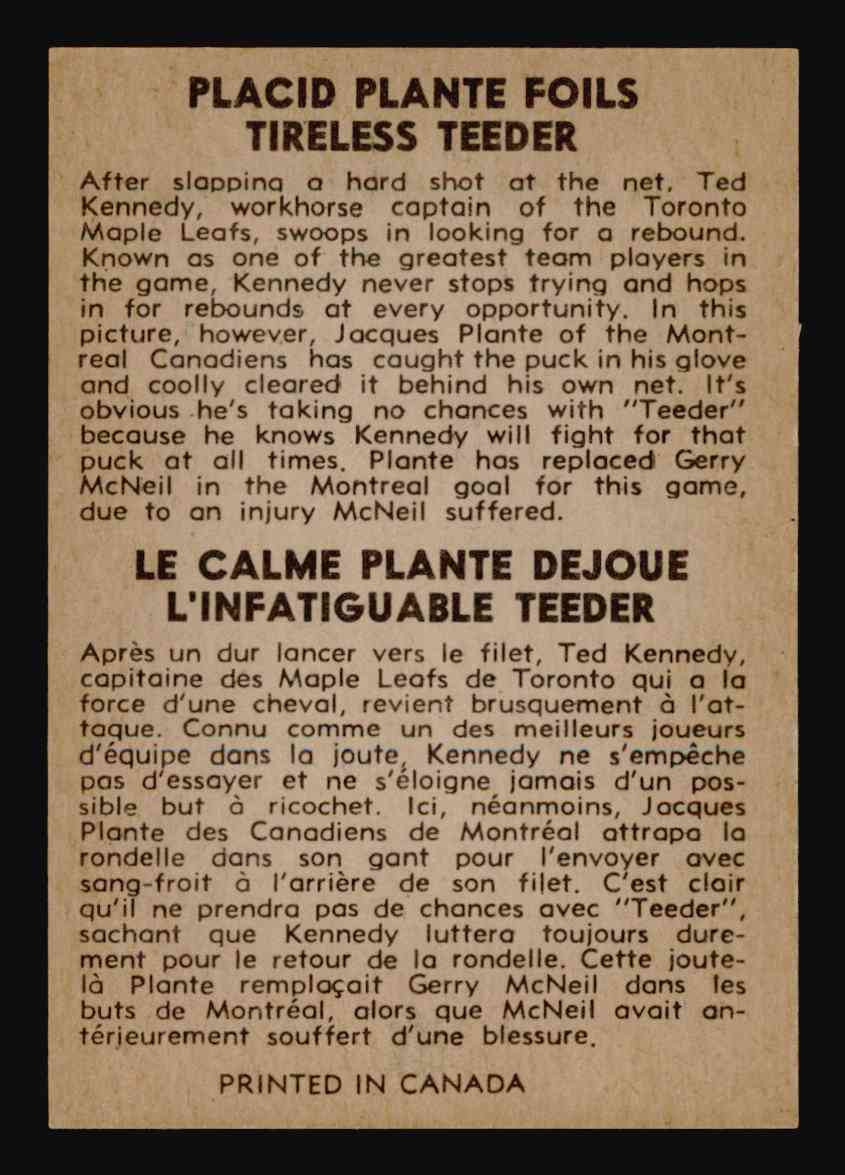 PLACID PLANTE FOILS
TIRELESS TEEDER
After slapping a hard shot at the net, Ted
Kennedy, workhorse captain of the Toronto
Maple Leafs, swoops in looking for a rebound.
Known as one of the greatest team players in
the game, Kennedy never stops trying and hops
in for rebounds at every opportunity. In this
picture, however, Jacques Plante of the Mont-
real Canadiens has caught the puck in his glove
and coolly cleared it behind his own net. It's
obvious he's taking no chances with "Teeder"
because he knows Kennedy will fight for that
puck at all times. Plante has replaced Gerry
McNeil in the Montreal goal for this game,
due to an injury McNeil suffered.
LE CALME PLANTE DEJOUE
L'INFATIGUABLE TEEDER
Après un dur lancer vers le filet, Ted Kennedy,
capitaine des Maple Leafs de Toronto qui a la
force d'une cheval, revient brusquement à l'at-
taque. Connu comme un des meilleurs joueurs
d'équipe dans la joute, Kennedy ne s'empêche
pas d'essayer et ne s'éloigne jamais d'un pos-
sible but à ricochet. Ici, néanmoins, Jacques
Plante des Canadiens de Montréal attrapa la
rondelle dans son gant pour l'envoyer avec
sang-froit à l'arrière de son filet. C'est clair
qu'il ne prendra pas de chances avec "Teeder",
sachant que Kennedy luttera toujours dure-
ment pour le retour de la rondelle. Cette joute-
là Plante remplaçait Gerry McNeil dans les
buts de Montréal, alors que McNeil avait an-
térieurement souffert d'une blessure.
PRINTED IN CANADA